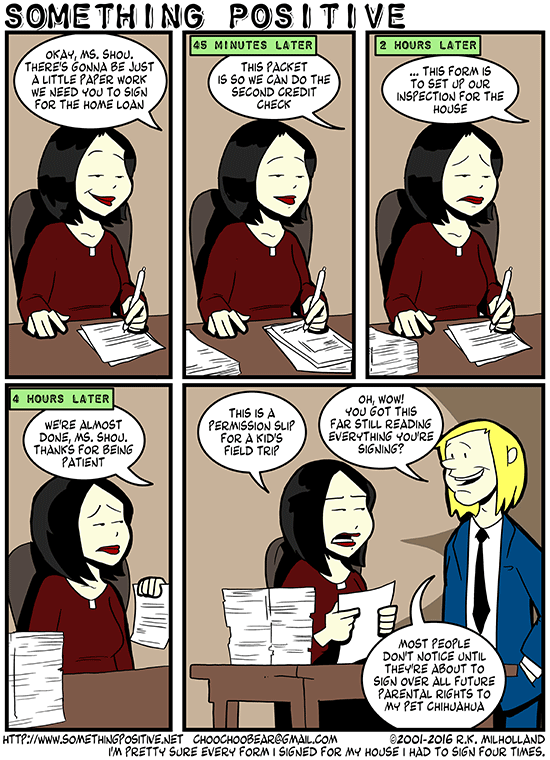 SOMETHING POSITIVE
OKAY, MS. SHOU.
THERE'S GONNA BE JUST
A LITTLE PAPER WORK
WE NEED YOU TO SIGN
FOR THE HOME LOAN
45 MINUTES LATER
THIS PACKET
IS SO WE CAN DO THE
SECOND CREDIT
CHECK
2 HOURS LATER
... THIS FORM IS
TO SET UP OUR
INSPECTION FOR THE
HOUSE
4 HOURS LATER
WE'RE ALMOST
DONE, MS. SHOU.
THANKS FOR BEING
PATIENT
THIS IS A
PERMISSION SLIP
FOR A KID'S
FIELD TRIP
OH, WOW!
YOU GOT THIS
FAR STILL READING
EVERYTHING YOU'RE
SIGNING?
MOST PEOPLE
DON'T NOTICE UNTIL
THEY'RE ABOUT TO
SIGN OVER ALL FUTURE
PARENTAL RIGHTS TO
MY PET CHIHUAHUA
HTTP://WWW.SOMETHINGPOSITIVE.NET CHOOCHOOBEAR@GMAIL.COM ©2001-2016 R.K. MILHOLLAND
I'M PRETTY SURE EVERY FORM I SIGNED FOR MY HOUSE I HAD TO SIGN FOUR TIMES.